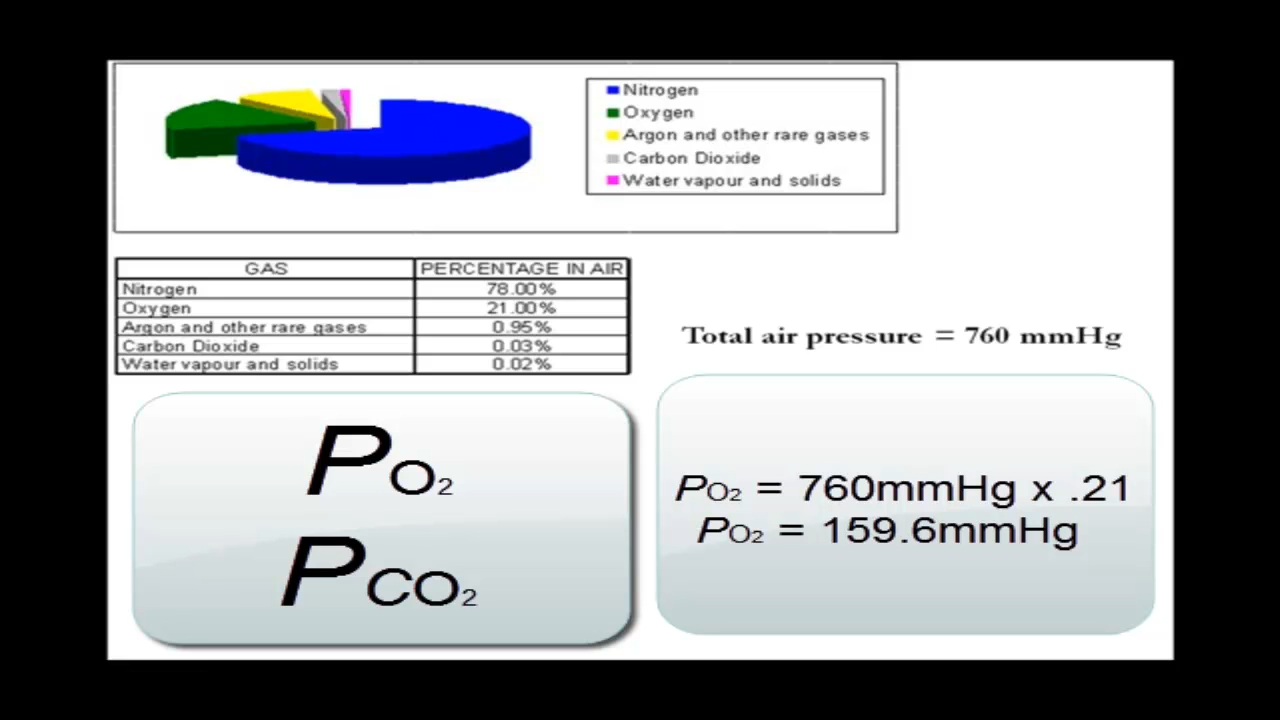 Nitrogen
Oxygen
Argon and other rare gases
Carbon Dioxide
Water vapour and solids
GAS PERCENTAGE IN AIR
Nitrogen 78.00%
Oxygen 21.00%
Argon and other rare gases 0.95%
Carbon Dioxide 0.03%
Water vapour and solids 0.02%
Total air pressure = 760 mmHg
PO2
PCO2
PO2 = 760mmHg x .21
PO2 = 159.6mmHg